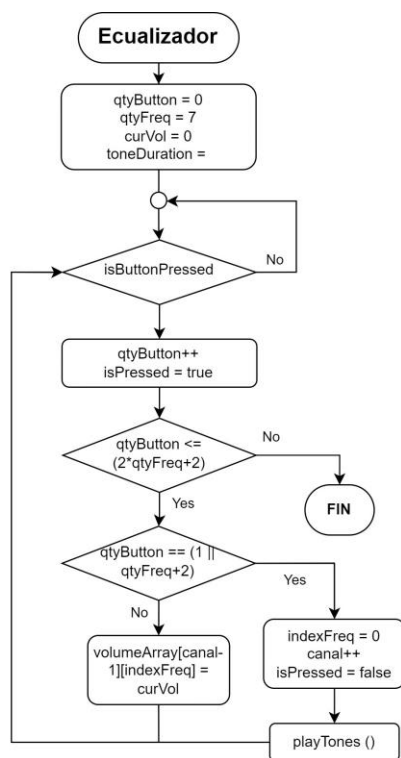 Ecualizador
qtyButton = 0
qtyFreq = 7
curVol = 0
toneDuration =
isButtonPressed
No
qtyButton++
isPressed = true
qtyButton <=
(2*qtyFreq+2)
No
Yes
FIN
qtyButton == (1 ||
qtyFreq+2)
Yes
No
volumeArray[canal-
1][indexFreq] =
curVol
indexFreq = 0
canal++
isPressed = false
playTones ()